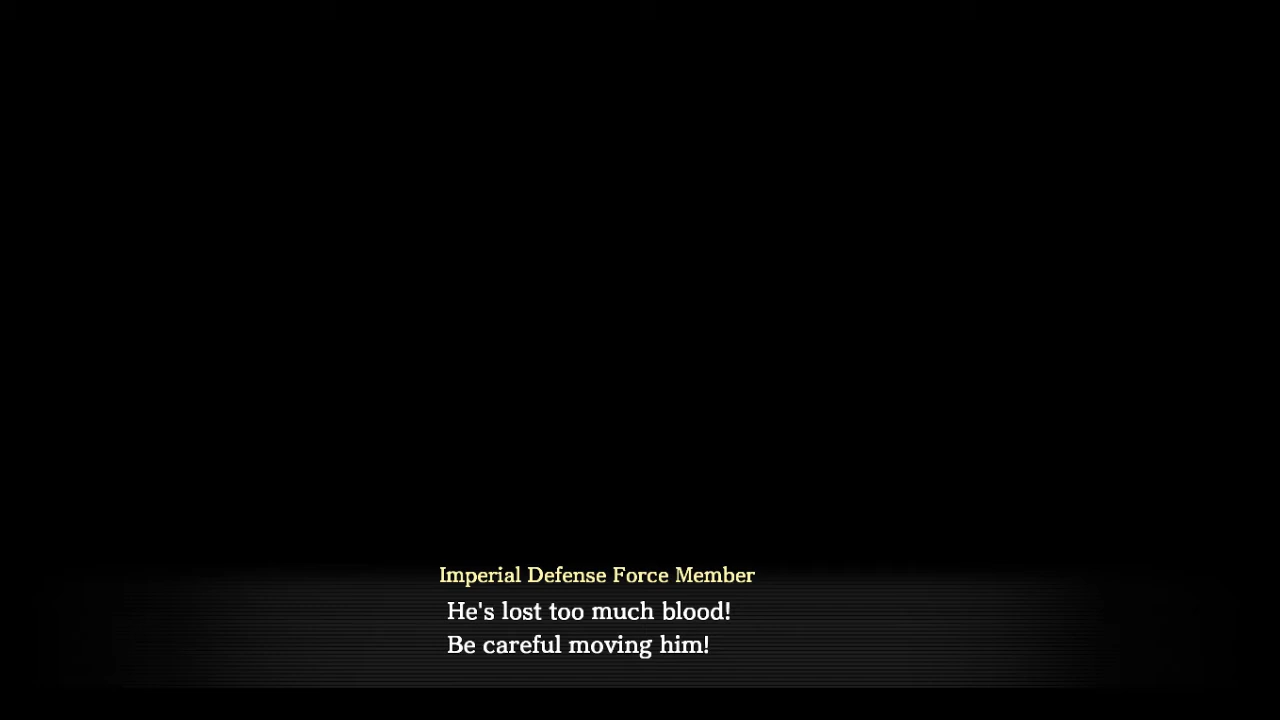 Imperial Defense Force Member
He's lost too much blood!
Be careful moving him!